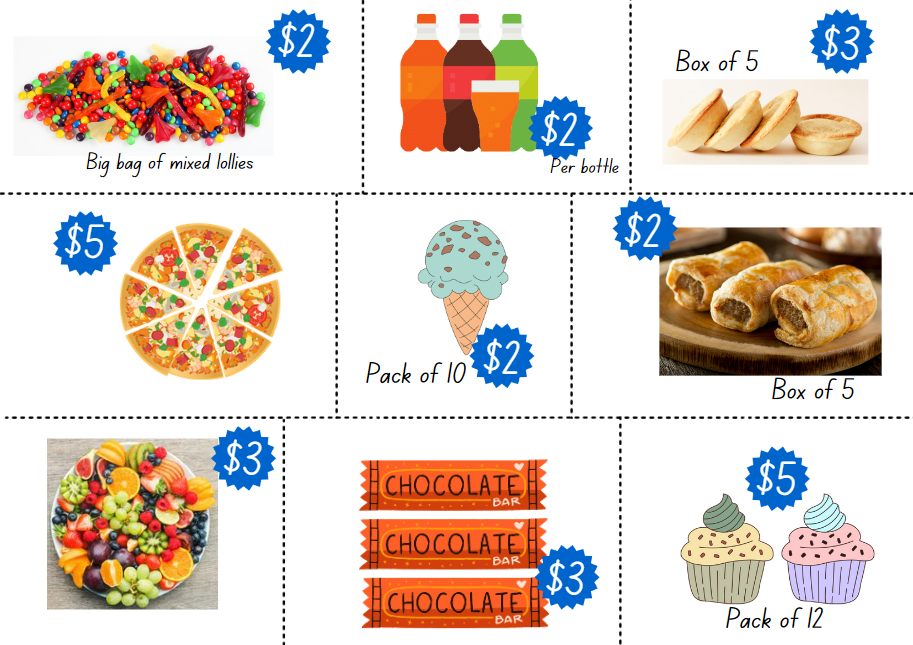 $2
Big bag of mixed lollies
$2
Per bottle
Box of 5
$3
$5
Pack of 10
$2
$2
Box of 5
$3
CHOCOLATE
BAR
CHOCOLATE
BAR
CHOCOLATE
BAR
$3
$5
Pack of 12